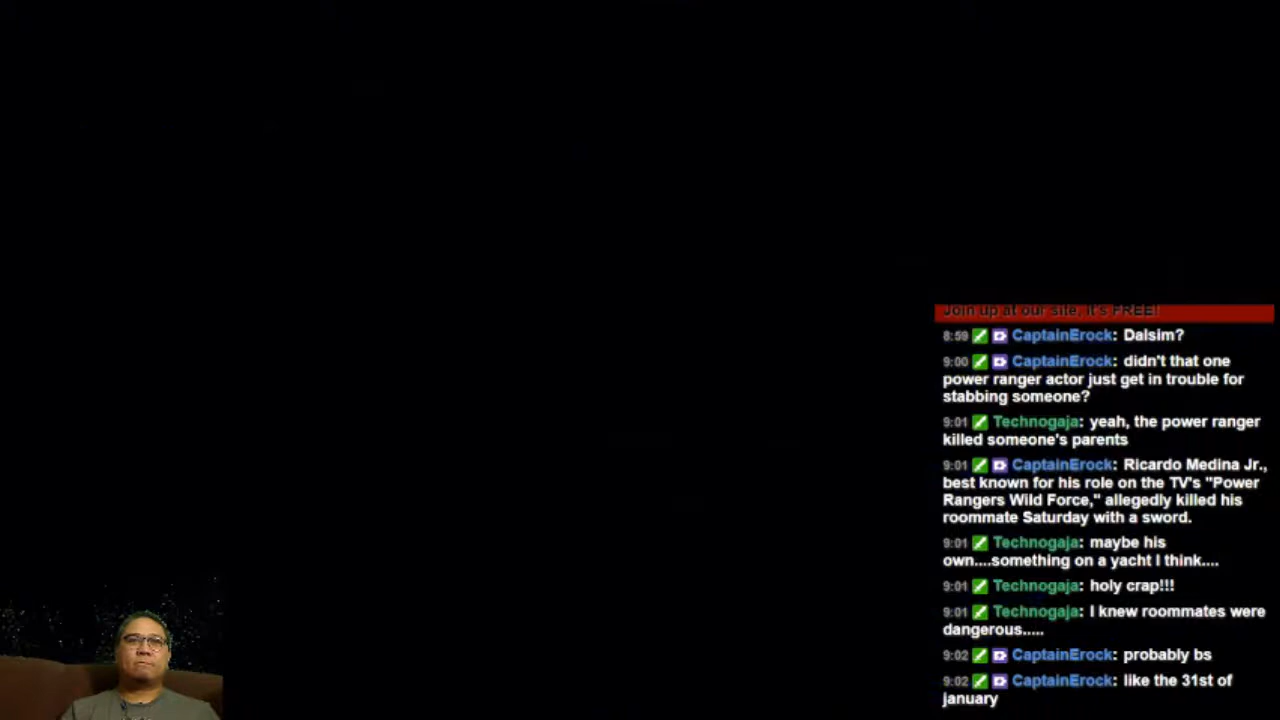 Join up at our site, it's FREE!
8:59 CaptainErock: Dalsim?
9:00 CaptainErock: didn't that one
power ranger actor just get in trouble for
stabbing someone?
9:01 Technogaja: yeah, the power ranger
killed someone's parents
9:01 CaptainErock: Ricardo Medina Jr.,
best known for his role on the TV's "Power
Rangers Wild Force," allegedly killed his
roommate Saturday with a sword.
9:01 Technogaja: maybe his
own....something on a yacht I think....
9:01 Technogaja: holy crap!!!
9:01 Technogaja: I knew roommates were
dangerous.....
9:02 CaptainErock: probably bs
9:02 CaptainErock: like the 31st of
january